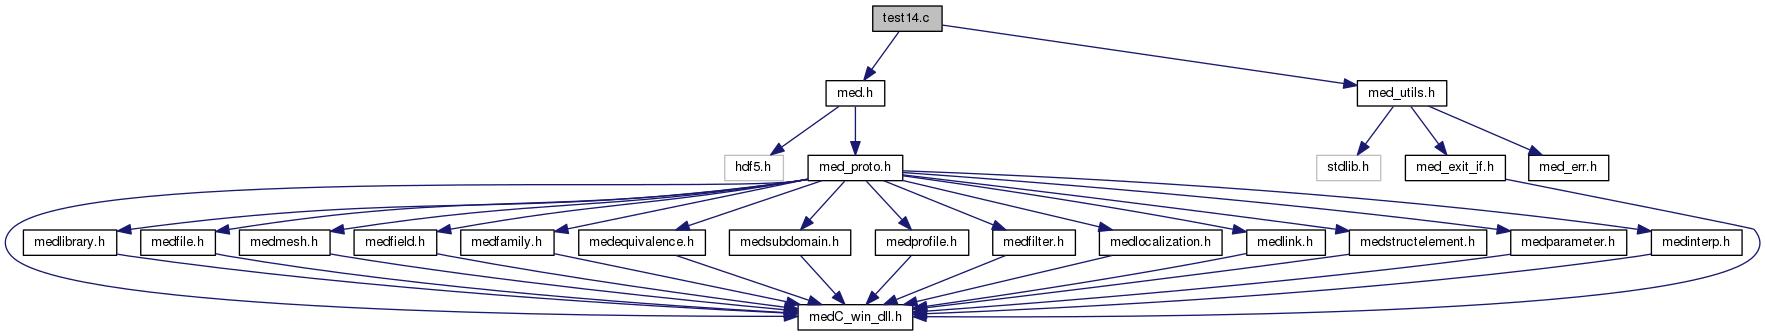 test14.c
med.h
med_utils.h
hdf5.h
med_proto.h
stdlib.h
med_exit_if.h
med_err.h
medlibrary.h
medfile.h
medmesh.h
medfield.h
medfamily.h
medequivalence.h
medsubdomain.h
medprofile.h
medfilter.h
medlocalization.h
medlink.h
medstructelement.h
medparameter.h
medinterp.h
medC_win_dll.h